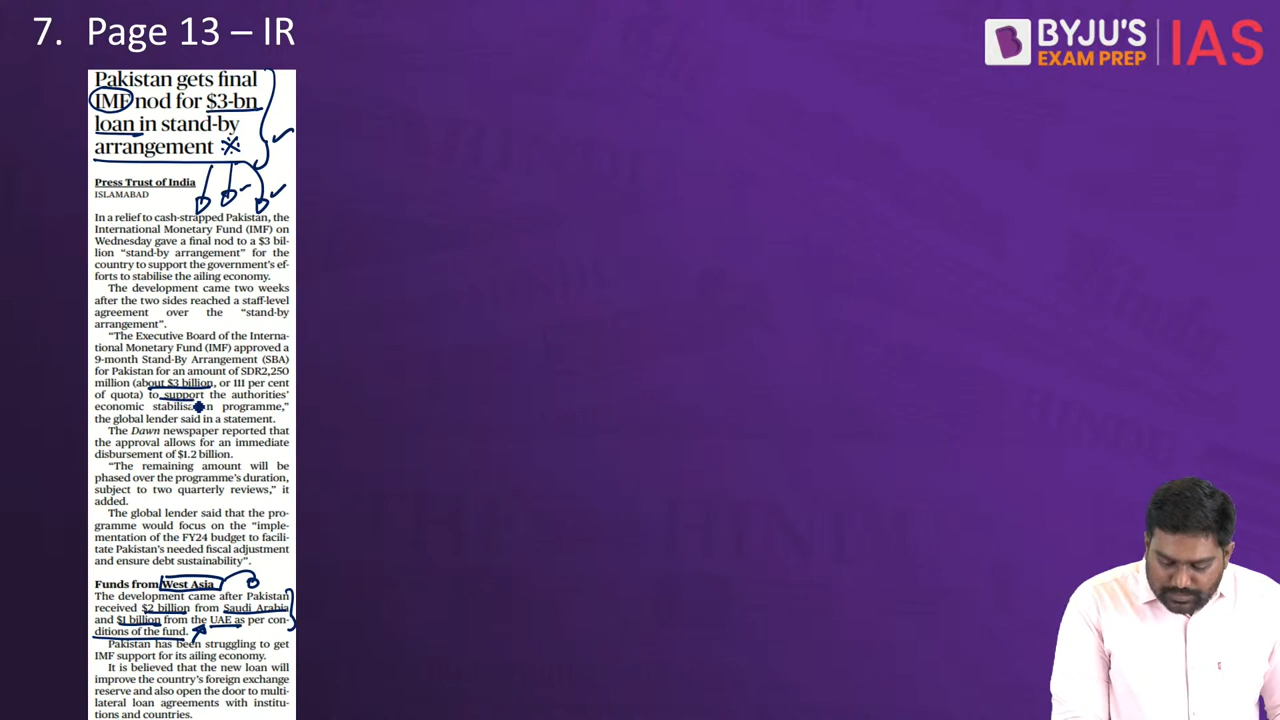 7. Page 13 – IR
BYJU'S
EXAM PREP
IAS
Pakistan gets final
IMF nod for $3-bn
loan in stand-by
arrangement
Press Trust of India
ISLAMABAD
In a relief to cash-strapped Pakistan, the
International Monetary Fund (IMF) on
Wednesday gave a final nod to a $3 bil-
lion “stand-by arrangement” for the
country to support the government’s ef-
forts to stabilise the ailing economy.
The development came two weeks
after the two sides reached a staff-level
agreement over the “stand-by
arrangement”.
“The Executive Board of the Interna-
tional Monetary Fund (IMF) approved a
9-month Stand-By Arrangement (SBA)
for Pakistan for an amount of SDR2,250
million (about $3 billion, or 111 per cent
of quota) to support the authorities’
economic stabilisation programme,”
the global lender said in a statement.
The Dawn newspaper reported that
the approval allows for an immediate
disbursement of $1.2 billion.
“The remaining amount will be
phased over the programme’s duration,
subject to two quarterly reviews,” it
added.
The global lender said that the pro-
gramme would focus on the “imple-
mentation of the FY24 budget to facili-
tate Pakistan’s needed fiscal adjustment
and ensure debt sustainability”.
Funds from West Asia
The development came after Pakistan
received $2 billion from Saudi Arabia
and $1 billion from the UAE as per con-
ditions of the fund.
Pakistan has been struggling to get
IMF support for its ailing economy.
It is believed that the new loan will
improve the country’s foreign exchange
reserve and also open the door to multi-
lateral loan agreements with institu-
tions and countries.